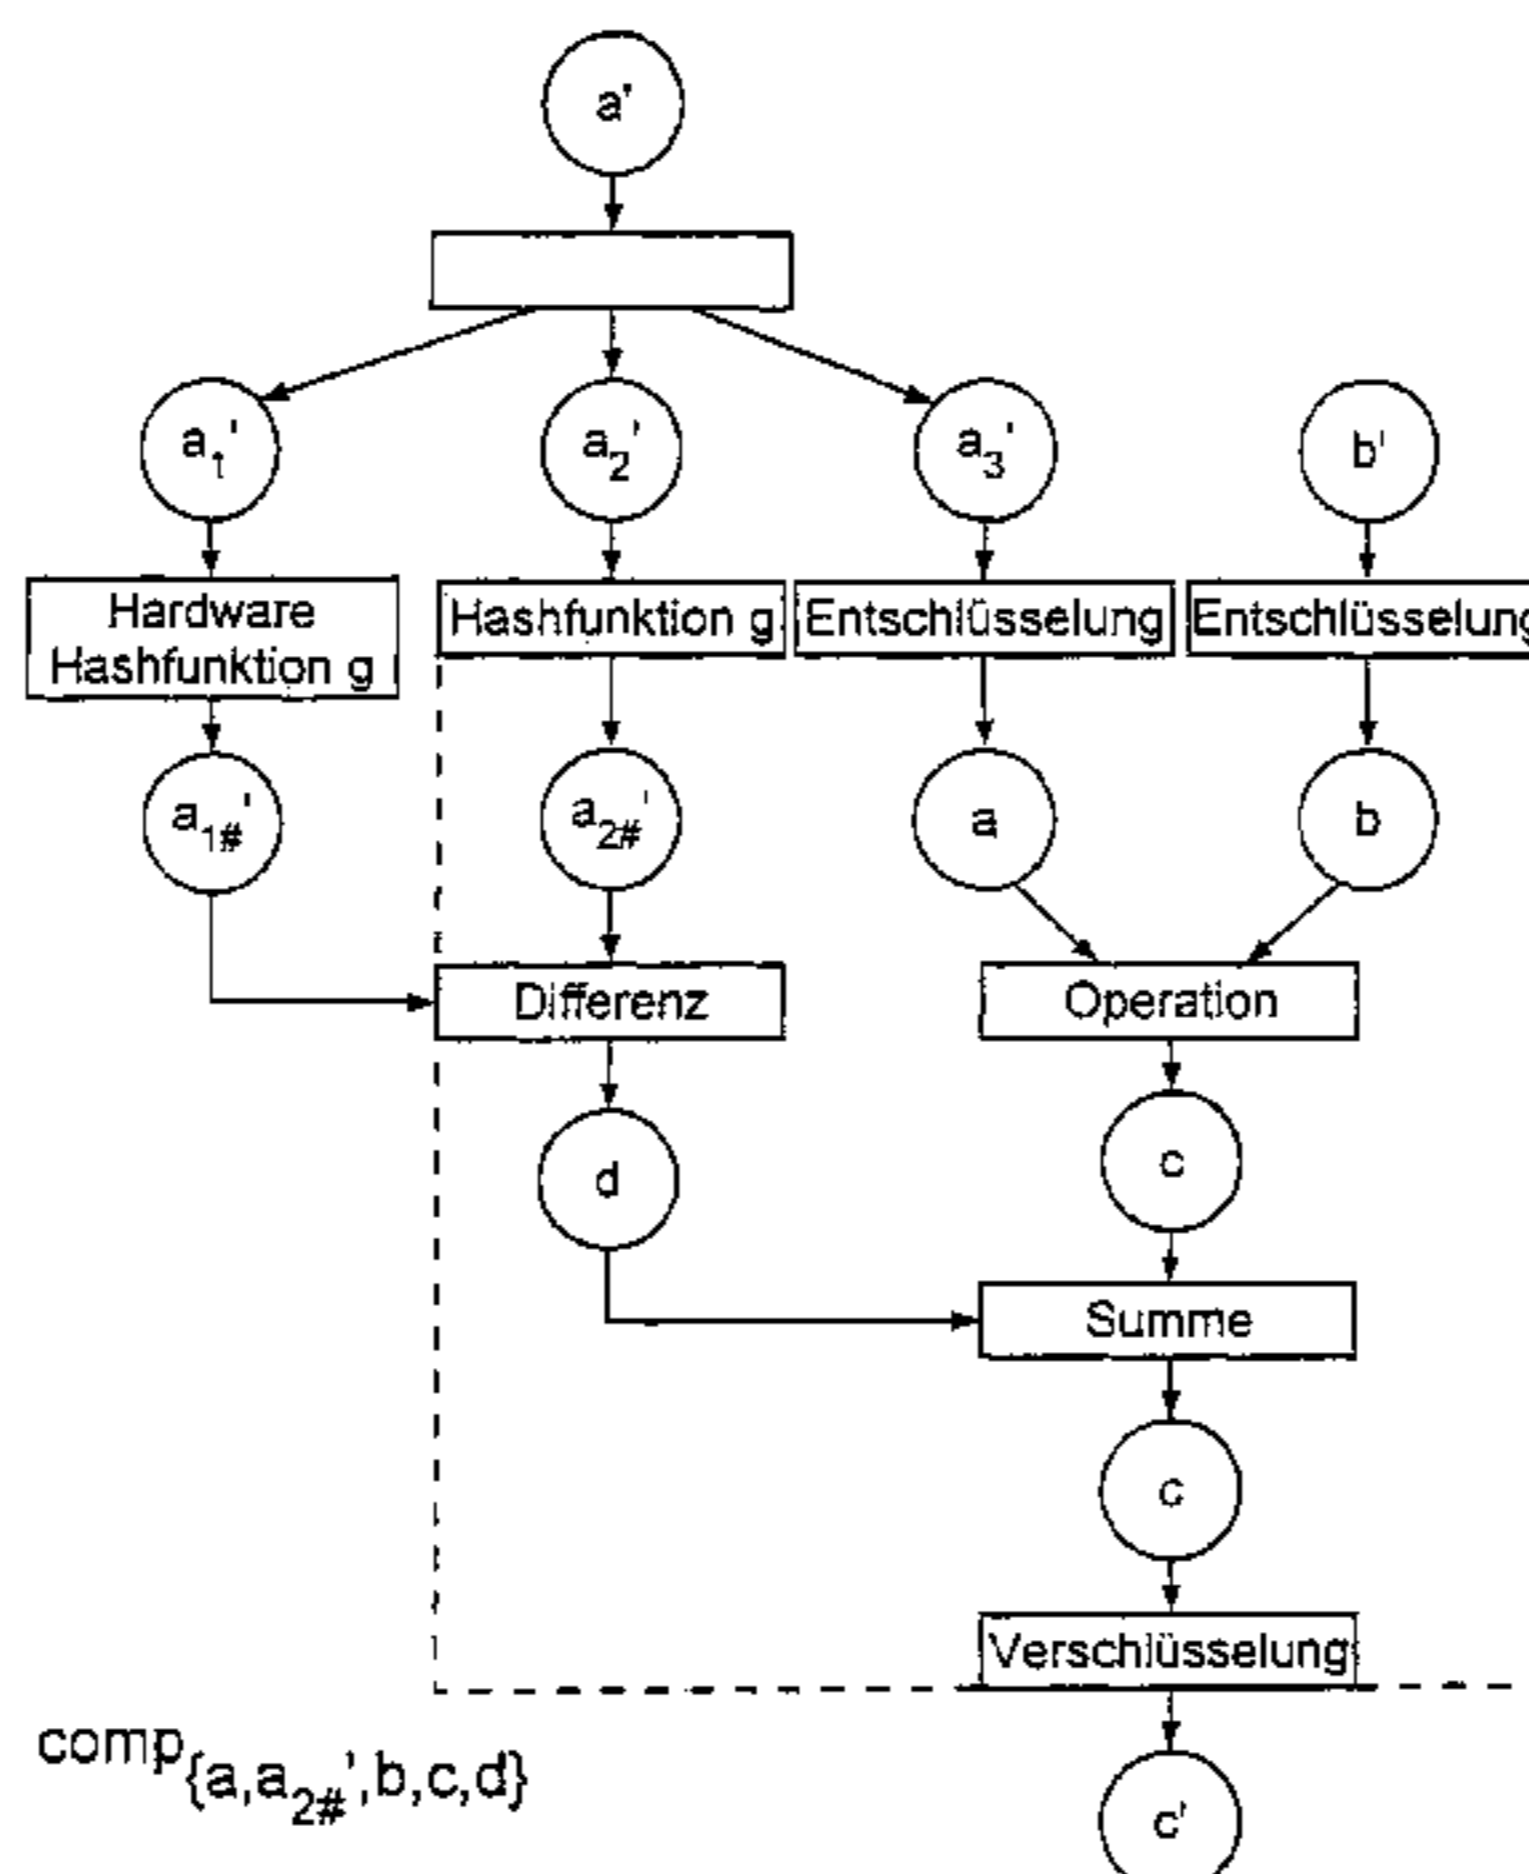 a'
a1' a2' a3' b'
Hardware
Hashfunktion g
Hashfunktion g Entschlüsselung Entschlüsselung
a1#' a2#' a b
Differenz Operation
d c
Summe
c
Verschlüsselung
comp{a,a2#',b,c,d}
c'